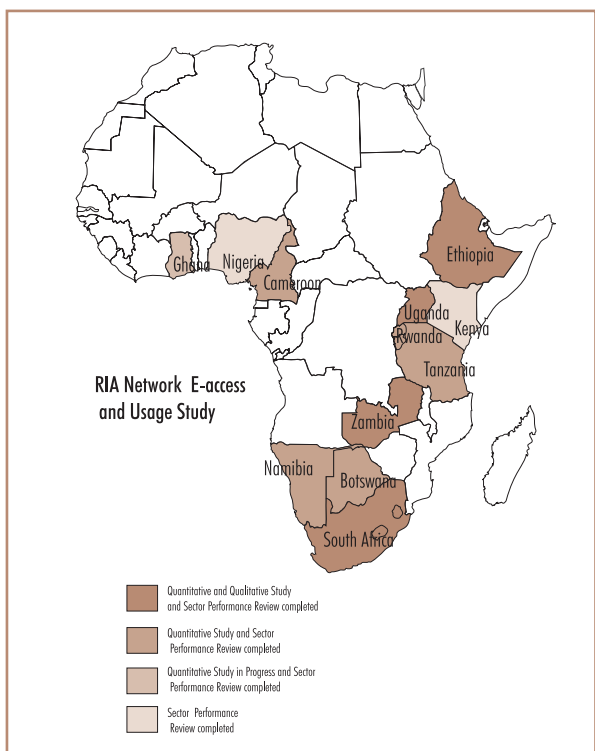 Ethiopia
Nigeria
Ghana
Cameroon
Uganda
Kenya
Rwanda
Tanzania
RIA Network E-access
and Usage Study
Zambia
Namibia
Botswana
South Africa
Quantitative and Qualitative Study
and Sector Performance Review completed
Quantitative Study and Sector
Performance Review completed
Quantitative Study in Progress and Sector
Performance Review completed
Sector Performance
Review completed